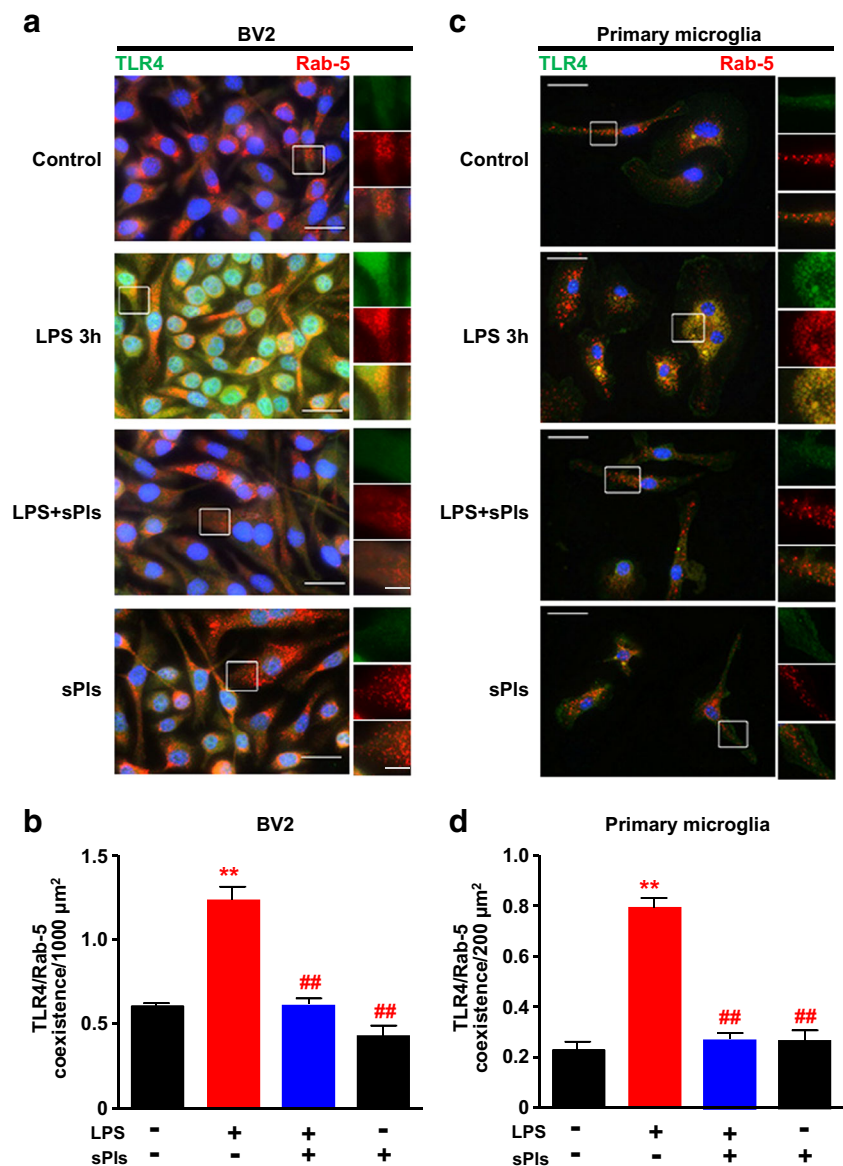 a
BV2
TLR4 Rab-5
Control
LPS 3h
LPS+sPls
sPls
c
Primary microglia
TLR4 Rab-5
Control
LPS 3h
LPS+sPls
sPls
b
BV2
TLR4/Rab-5
coexistence/1000 µm²
1.5
1.0
0.5
0
**
##
##
LPS - + + -
sPls - - + +
d
Primary microglia
TLR4/Rab-5
coexistence/200 µm²
1.0
0.8
0.6
0.4
0.2
0
**
##
##
LPS - + + -
sPls - - + +